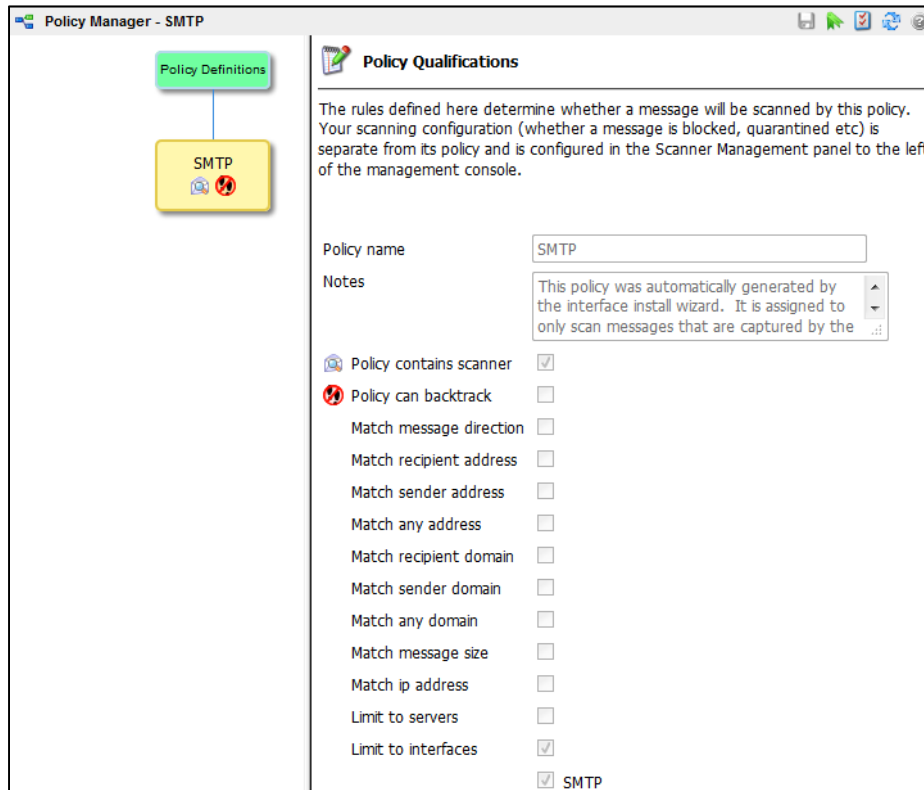 Policy Manager - SMTP
Policy Definitions
SMTP
Policy Qualifications
The rules defined here determine whether a message will be scanned by this policy.
Your scanning configuration (whether a message is blocked, quarantined etc) is
separate from its policy and is configured in the Scanner Management panel to the left
of the management console.
Policy name
SMTP
Notes
This policy was automatically generated by
the interface install wizard. It is assigned to
only scan messages that are captured by the
Policy contains scanner
Policy can backtrack
Match message direction
Match recipient address
Match sender address
Match any address
Match recipient domain
Match sender domain
Match any domain
Match message size
Match ip address
Limit to servers
Limit to interfaces
SMTP